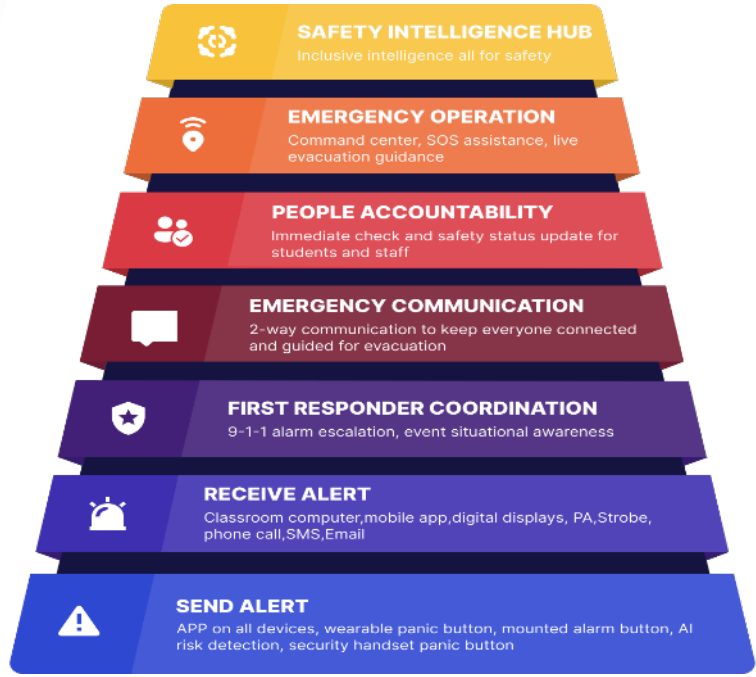 SAFETY INTELLIGENCE HUB
Inclusive intelligence all for safety
EMERGENCY OPERATION
Command center, SOS assistance, live
evacuation guidance
PEOPLE ACCOUNTABILITY
Immediate check and safety status update for
students and staff
EMERGENCY COMMUNICATION
2-way communication to keep everyone connected
and guided for evacuation
FIRST RESPONDER COORDINATION
9-1-1 alarm escalation, event situational awareness
RECEIVE ALERT
Classroom computer,mobile app,digital displays, PA,Strobe,
phone call,SMS,Email
SEND ALERT
APP on all devices, wearable panic button, mounted alarm button, AI
risk detection, security handset panic button